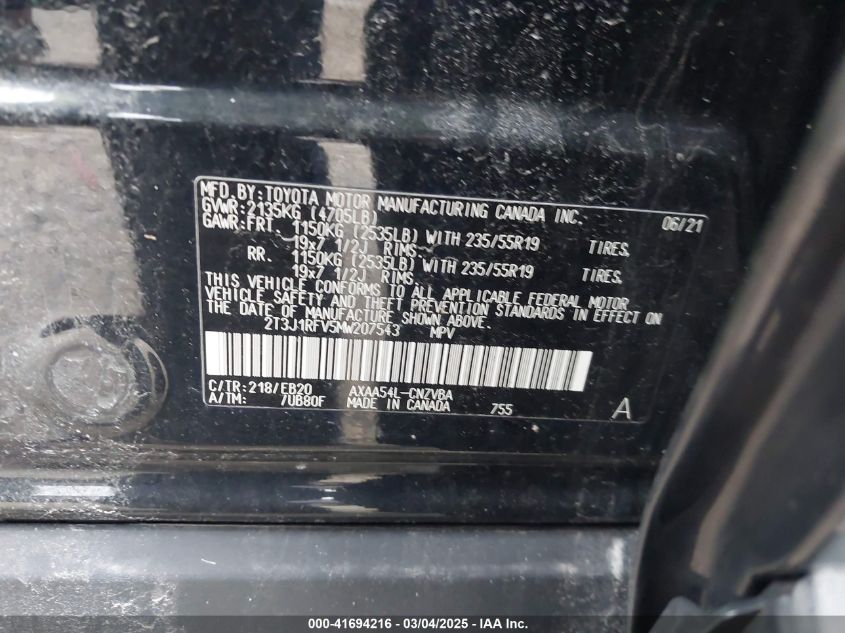 MFD.BY:TOYOTA MOTOR MANUFACTURING CANADA INC. 06/21
GVWR:2135KG (4705LB)
GAWR:FRT. 1150KG (2535LB) WITH 235/55R19 TIRES,
19x7 1/2J RIMS,
RR. 1150KG (2535LB) WITH 235/55R19 TIRES,
19x7 1/2J RIMS.
THIS VEHICLE CONFORMS TO ALL APPLICABLE FEDERAL MOTOR
VEHICLE SAFETY AND THEFT PREVENTION STANDARDS IN EFFECT ON
THE DATE OF MANUFACTURE SHOWN ABOVE.
2T3J1RFV5MW207543 MPV
C/TR:218/EB20 AXAA54L-CNZVBA
A/TM: 7UB80F MADE IN CANADA 755 A
000-41694216 - 03/04/2025 - IAA Inc.